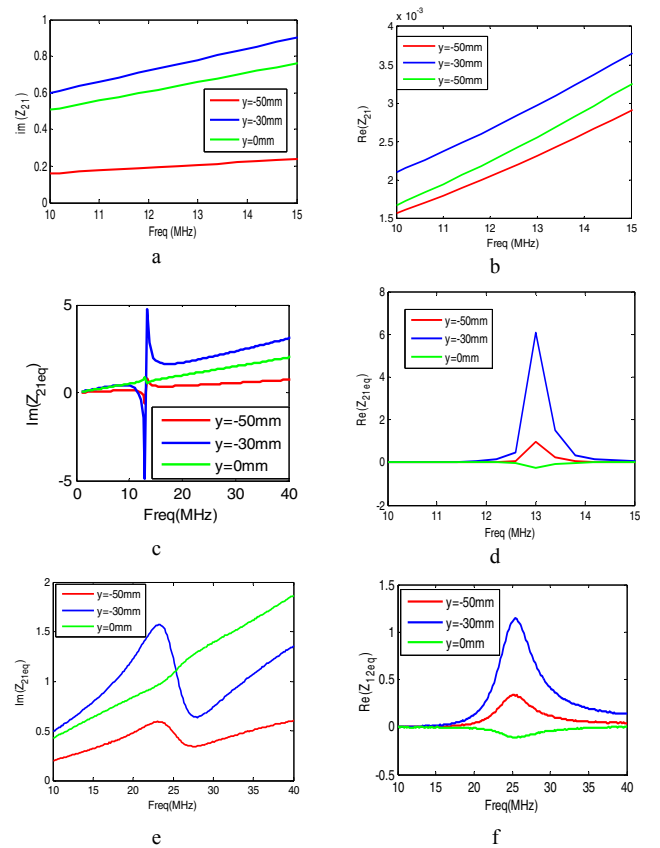 1
0.8
0.6
0.4
0.2
0
im (Z21)
y=-50mm
y=-30mm
y=0mm
10 11 12 13 14 15
Freq (MHz)
a
x 10-3
4
3.5
3
2.5
2
1.5
Re(Z21)
y=-50mm
y=-30mm
y=-50mm
10 11 12 13 14 15
Freq (MHz)
b
5
0
-5
Im(Z21eq)
y=-50mm
y=-30mm
y=0mm
0 10 20 30 40
Freq(MHz)
c
8
6
4
2
0
-2
Re(Z21eq)
y=-50mm
y=-30mm
y=0mm
10 11 12 13 14 15
Freq (MHz)
d
2
1.5
1
0.5
0
Im(Z21eq)
y=-50mm
y=-30mm
y=0mm
10 15 20 25 30 35 40
Freq(MHz)
e
1.5
1
0.5
0
-0.5
Re(Z12eq)
y=-50mm
y=-30mm
y=0mm
10 15 20 25 30 35 40
Freq(MHz)
f